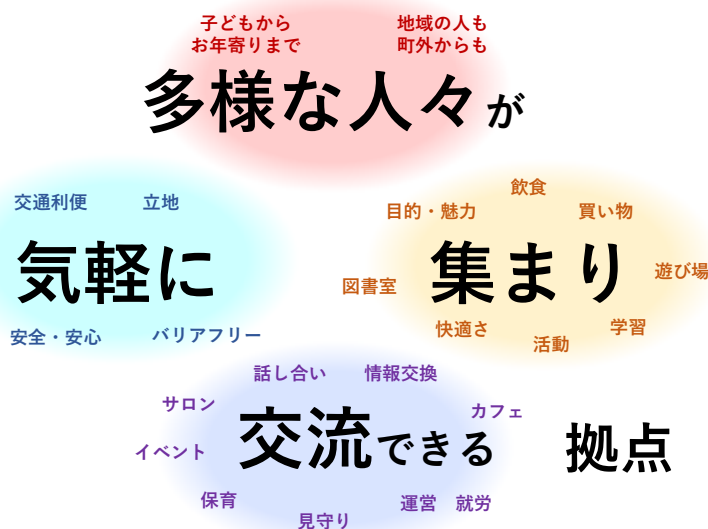 子どもから
お年寄りまで
地域の人も
町外からも
多様な人々が
交通利便
立地
気軽に
安全・安心
バリアフリー
飲食
目的・魅力
買い物
集まり
遊び場
図書室
快適さ
学習
活動
話し合い
情報交換
サロン
カフェ
交流できる
拠点
イベント
保育
見守り
運営
就労